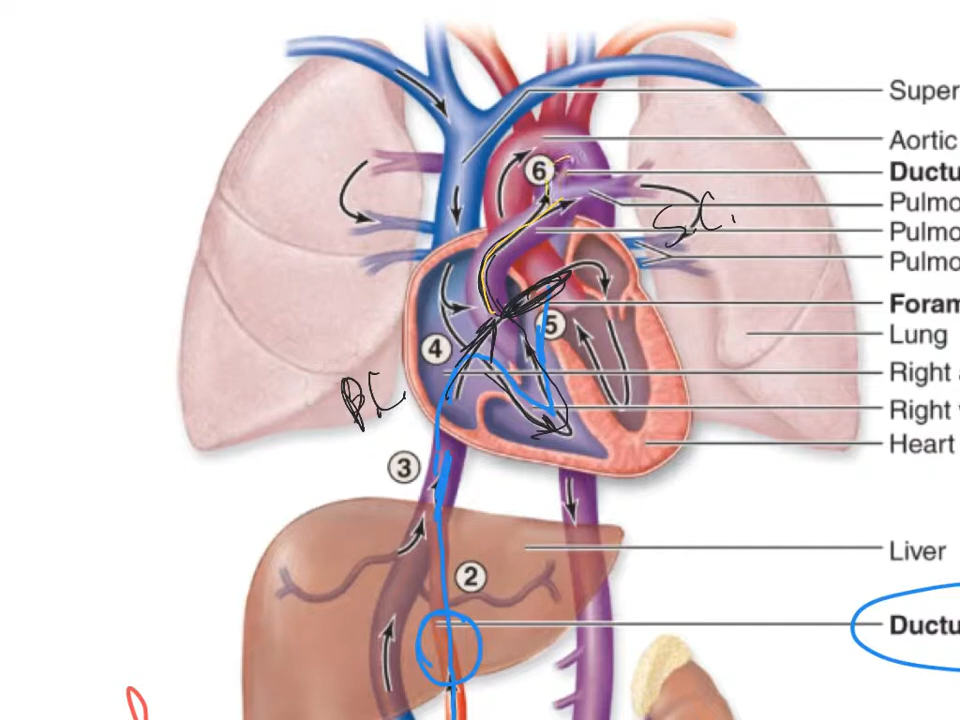 Super
Aortic
6
Ductu
Pulmo
S.C.
Pulmo
Pulmo
Foram
5
Lung
4
Right a
Right v
Heart
3
Liver
2
Ductu